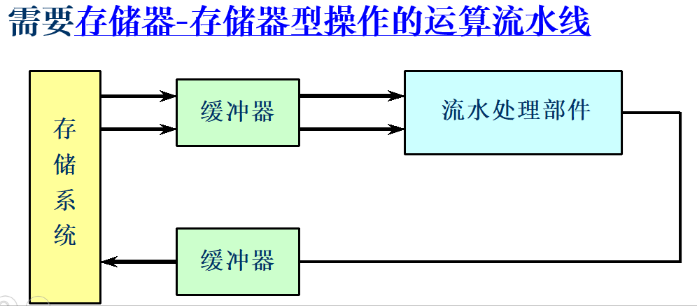 需要存储器-存储器型操作的运算流水线
存储系统
缓冲器
流水处理部件
缓冲器